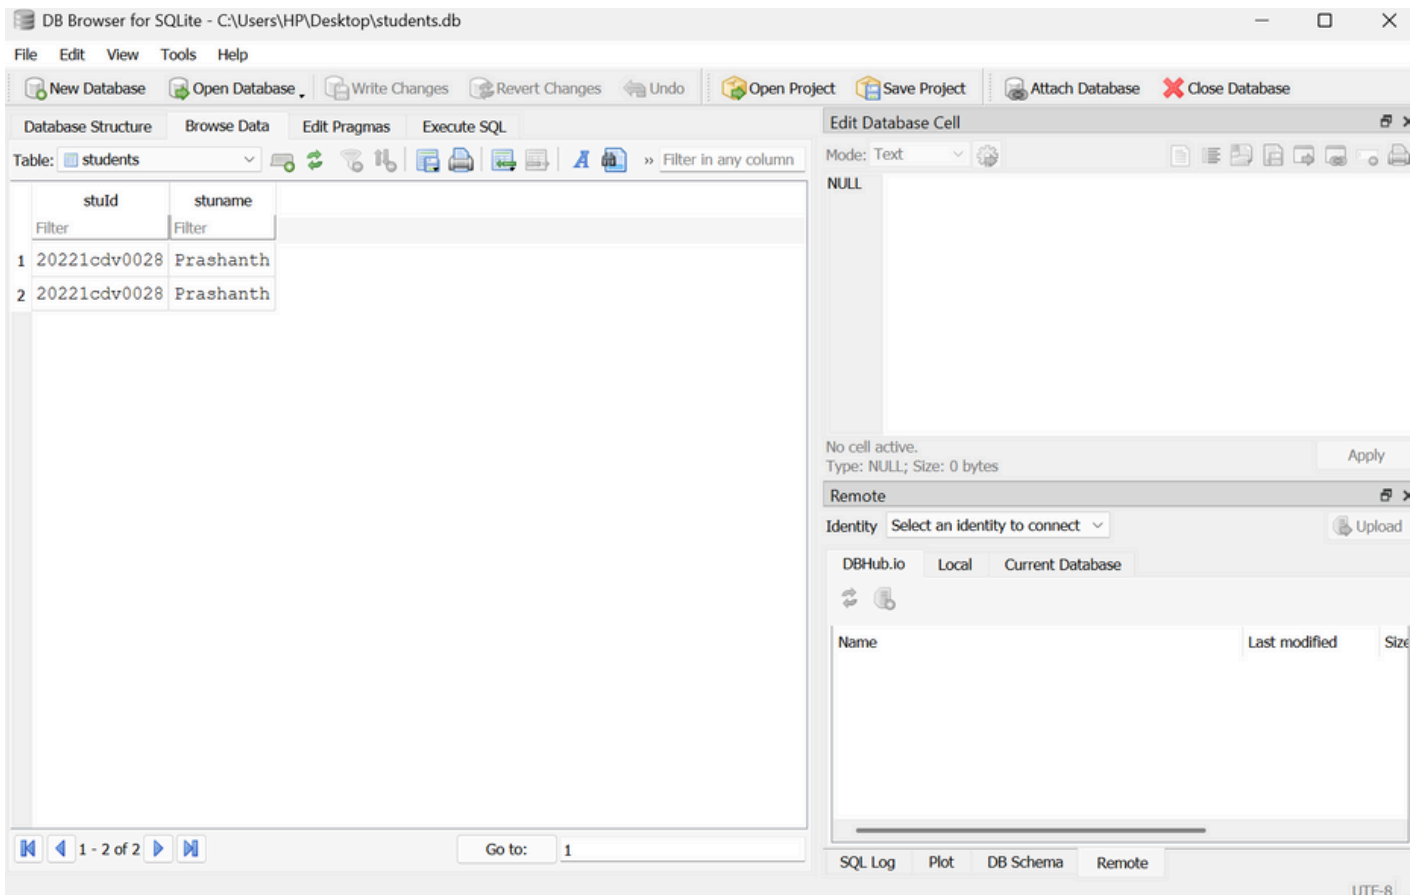 DB Browser for SQLite - C:\Users\HP\Desktop\students.db
File Edit View Tools Help
New Database Open Database Write Changes Revert Changes Undo Open Project Save Project Attach Database Close Database
Database Structure Browse Data Edit Pragmas Execute SQL
Table: students » Filter in any column
stuId stuname
Filter Filter
1 20221cdv0028 Prashanth
2 20221cdv0028 Prashanth
1 - 2 of 2 Go to: 1
Edit Database Cell
Mode: Text
NULL
No cell active.
Type: NULL; Size: 0 bytes
Apply
Remote
Identity Select an identity to connect Upload
DBHub.io Local Current Database
Name Last modified Size
SQL Log Plot DB Schema Remote
UTF-8